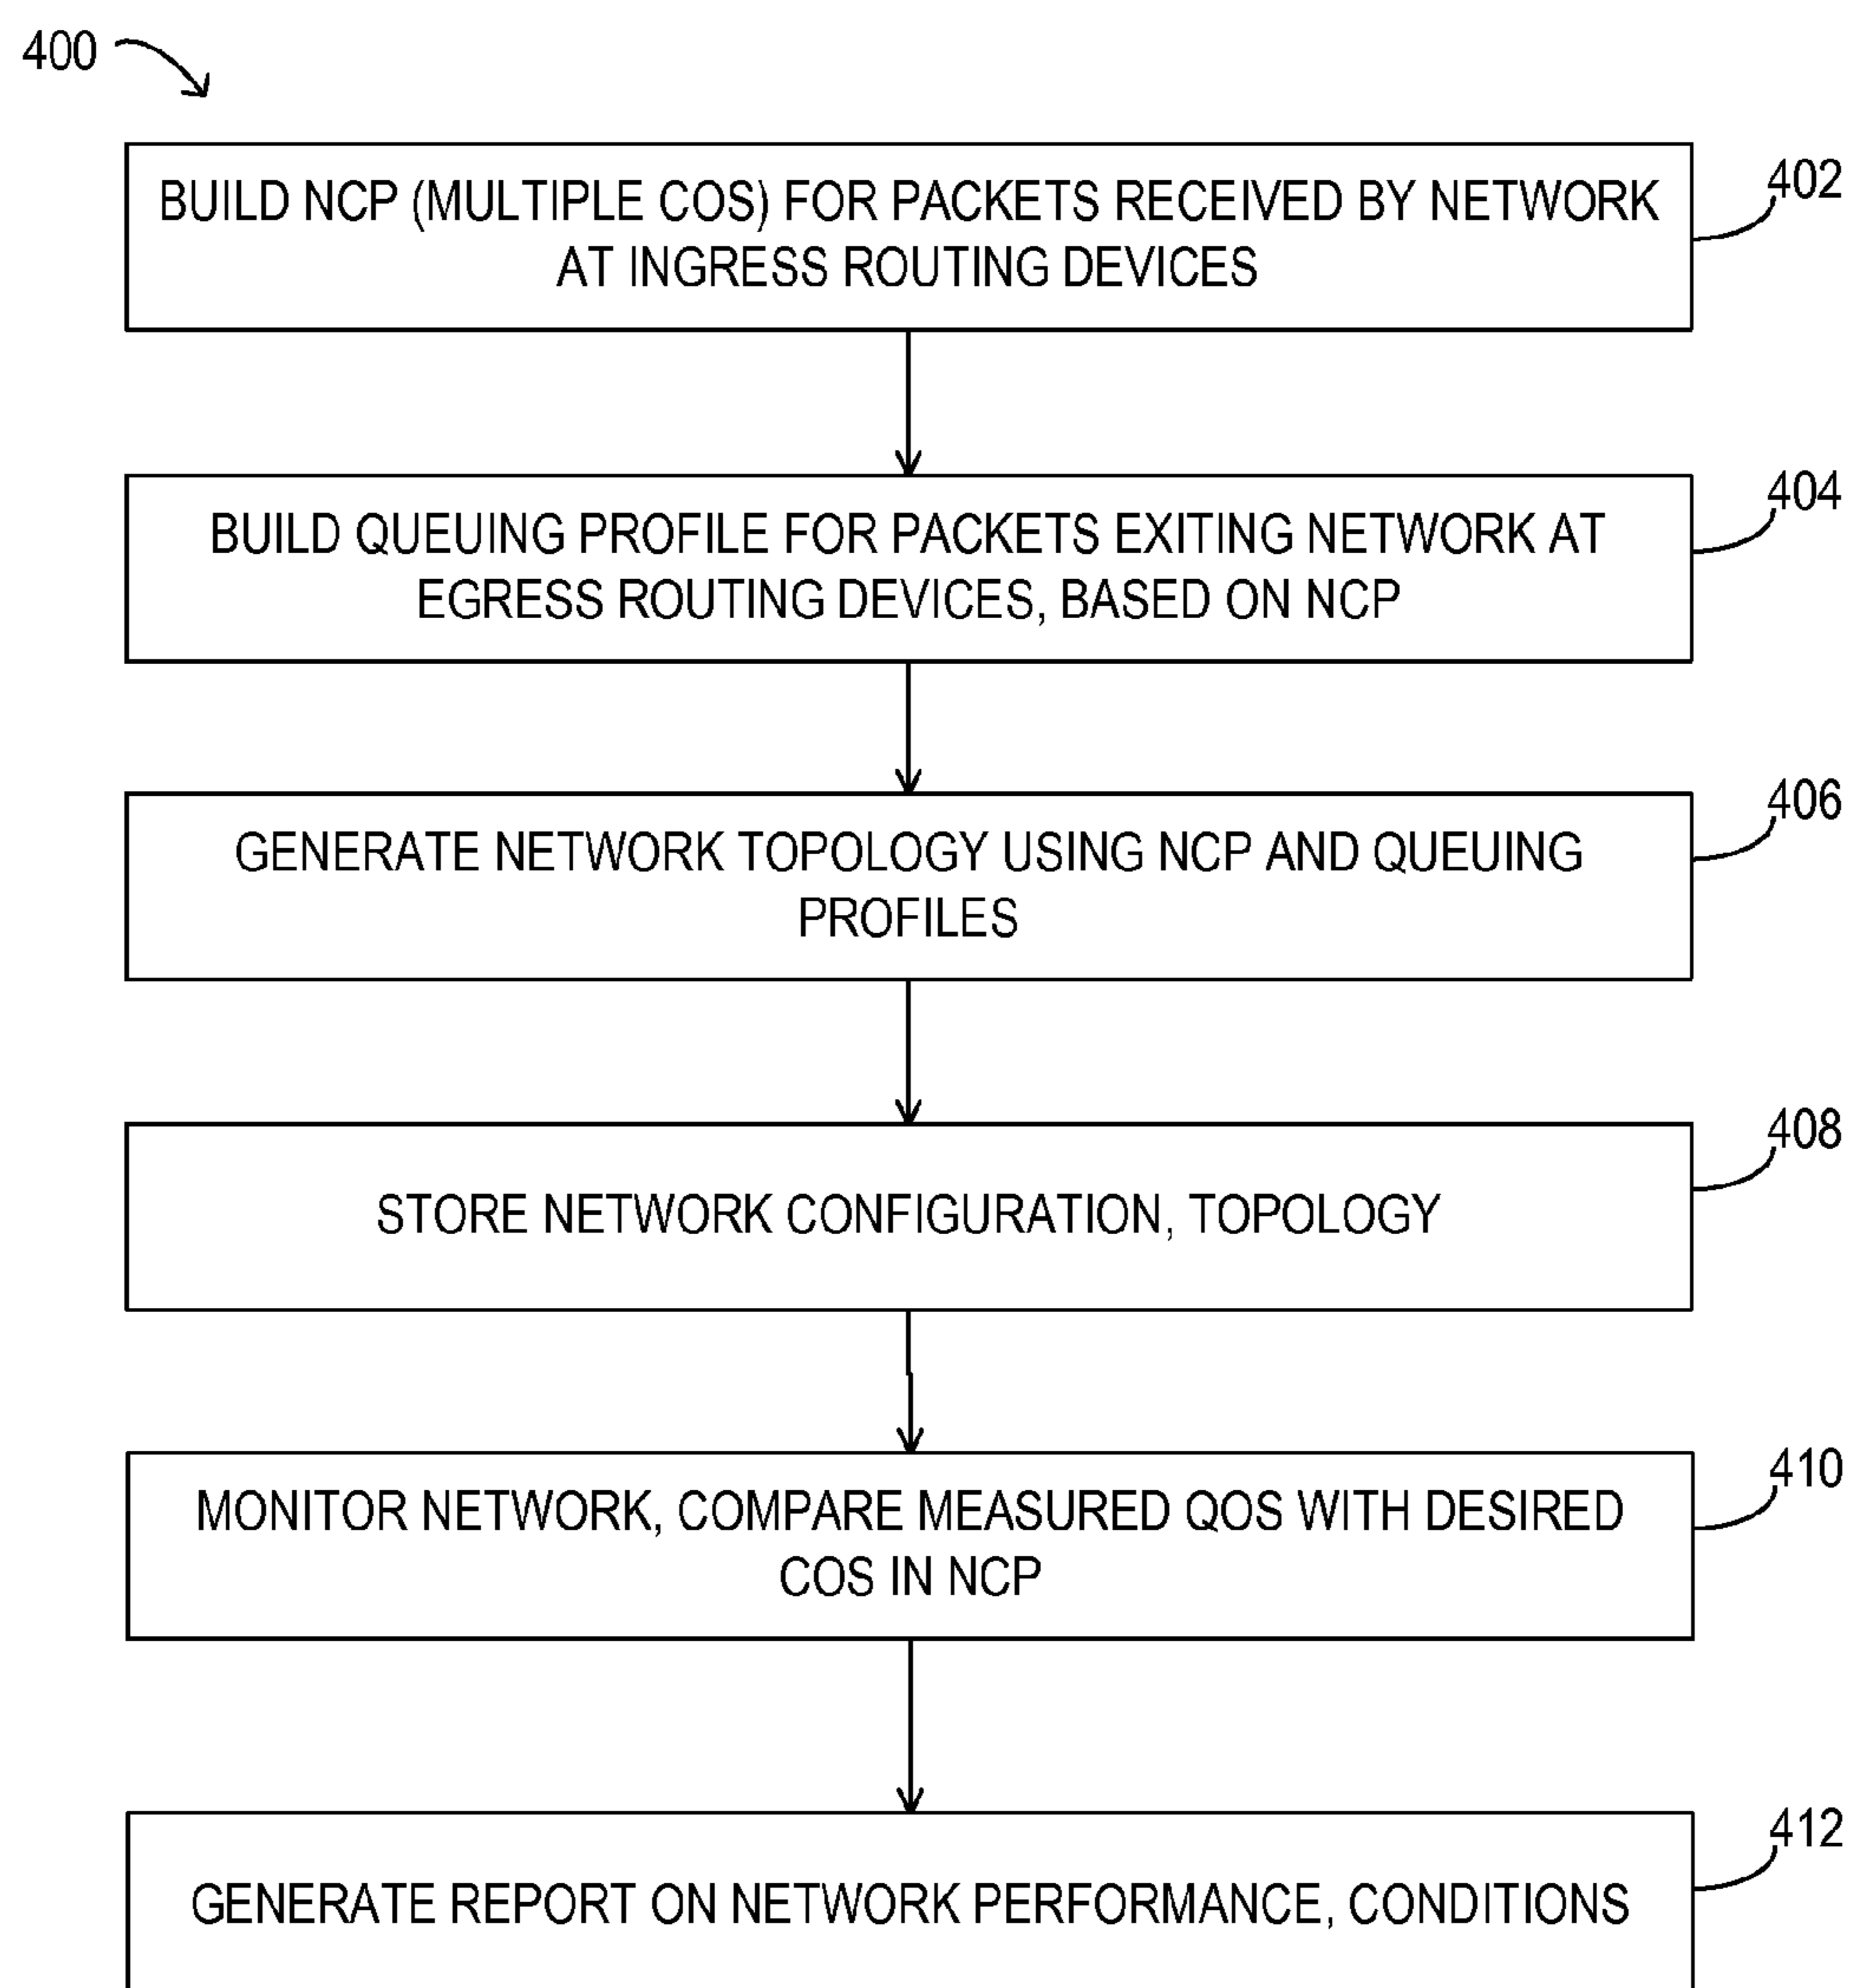 400
BUILD NCP (MULTIPLE COS) FOR PACKETS RECEIVED BY NETWORK
AT INGRESS ROUTING DEVICES
402
BUILD QUEUING PROFILE FOR PACKETS EXITING NETWORK AT
EGRESS ROUTING DEVICES, BASED ON NCP
404
GENERATE NETWORK TOPOLOGY USING NCP AND QUEUING
PROFILES
406
STORE NETWORK CONFIGURATION, TOPOLOGY
408
MONITOR NETWORK, COMPARE MEASURED QOS WITH DESIRED
COS IN NCP
410
GENERATE REPORT ON NETWORK PERFORMANCE, CONDITIONS
412